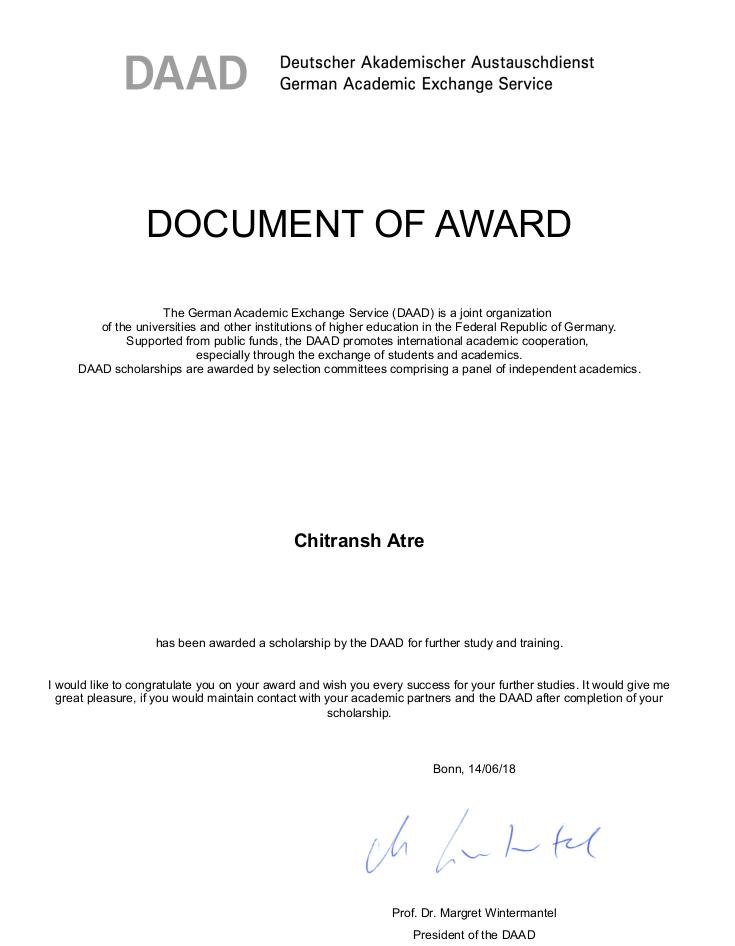 DAAD
Deutscher Akademischer Austauschdienst
German Academic Exchange Service
DOCUMENT OF AWARD
The German Academic Exchange Service (DAAD) is a joint organization
of the universities and other institutions of higher education in the Federal Republic of Germany.
Supported from public funds, the DAAD promotes international academic cooperation,
especially through the exchange of students and academics.
DAAD scholarships are awarded by selection committees comprising a panel of independent academics.
Chitransh Atre
has been awarded a scholarship by the DAAD for further study and training.
I would like to congratulate you on your award and wish you every success for your further studies. It would give me
great pleasure, if you would maintain contact with your academic partners and the DAAD after completion of your
scholarship.
Bonn, 14/06/18
Prof. Dr. Margret Wintermantel
President of the DAAD